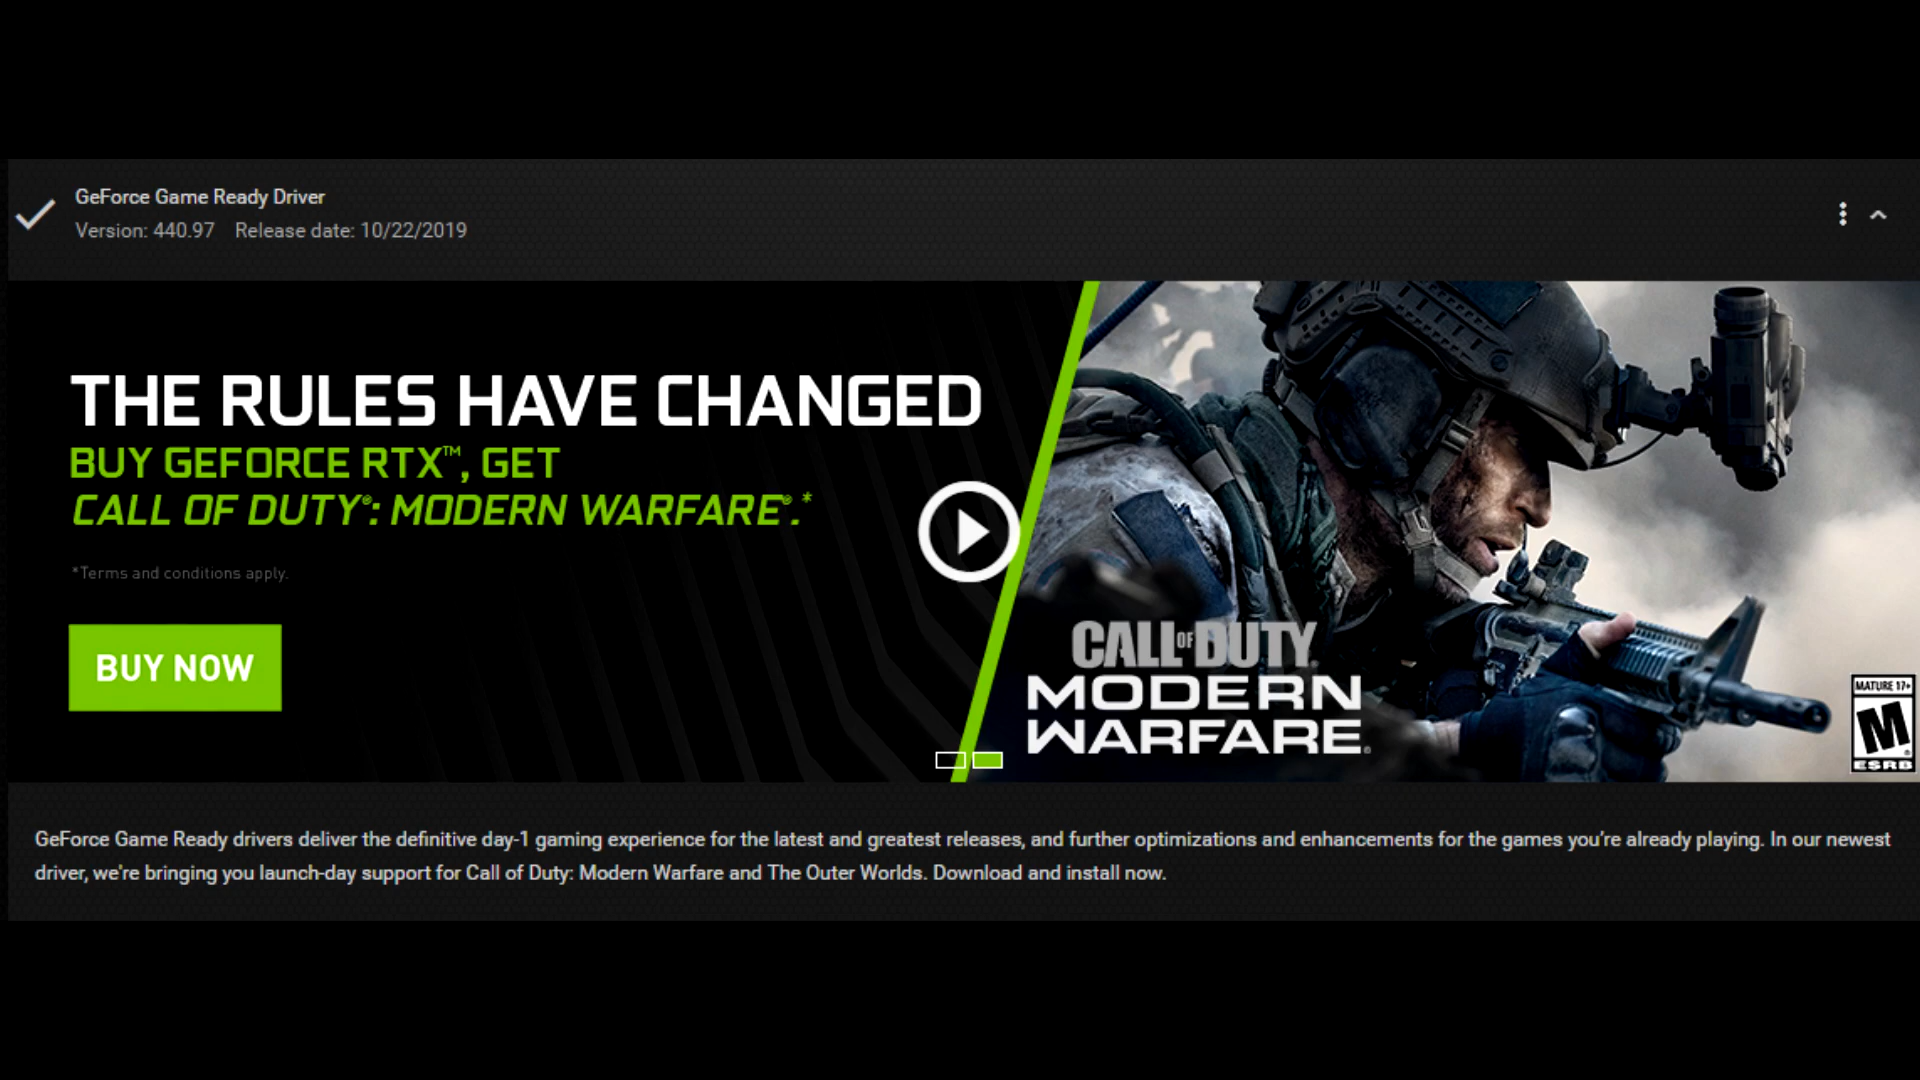 GeForce Game Ready Driver
Version: 440.97 Release date: 10/22/2019
THE RULES HAVE CHANGED
BUY GEFORCE RTX™, GET
CALL OF DUTY®: MODERN WARFARE®.*
*Terms and conditions apply.
BUY NOW
CALL OF DUTY®
MODERN
WARFARE®
MATURE 17+
M®
ESRB
GeForce Game Ready drivers deliver the definitive day-1 gaming experience for the latest and greatest releases, and further optimizations and enhancements for the games you're already playing. In our newest
driver, we're bringing you launch-day support for Call of Duty: Modern Warfare and The Outer Worlds. Download and install now.